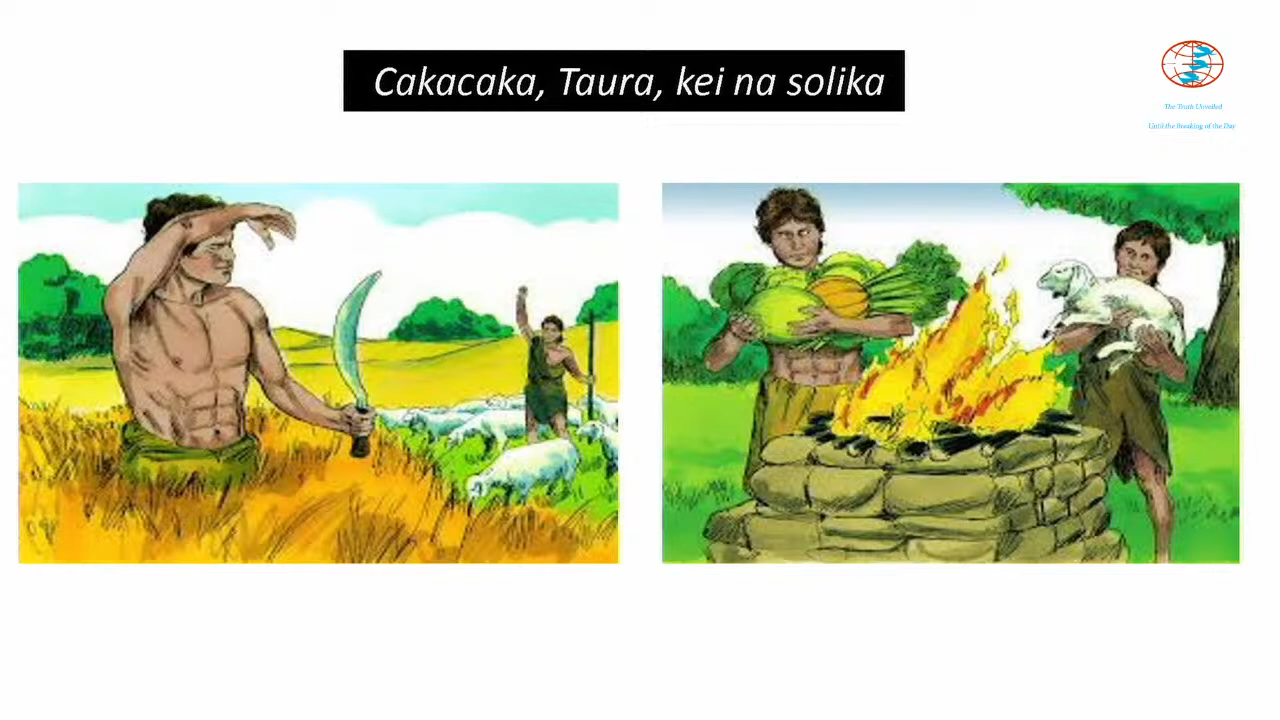 Cakacaka, Taura, kei na solika
The Truth Unveiled
Until the Breaking of the Day